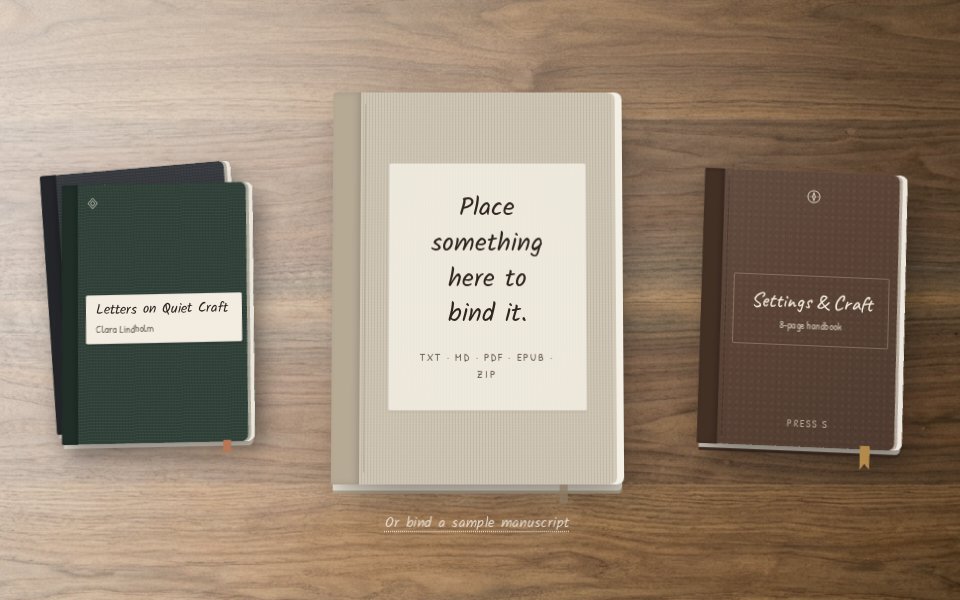 Letters on Quiet Craft
Clara Lindholm
Place
something
here to
bind it.
TXT · MD · PDF · EPUB ·
ZIP
Or bind a sample manuscript
Settings & Craft
8-page handbook
PRESS S